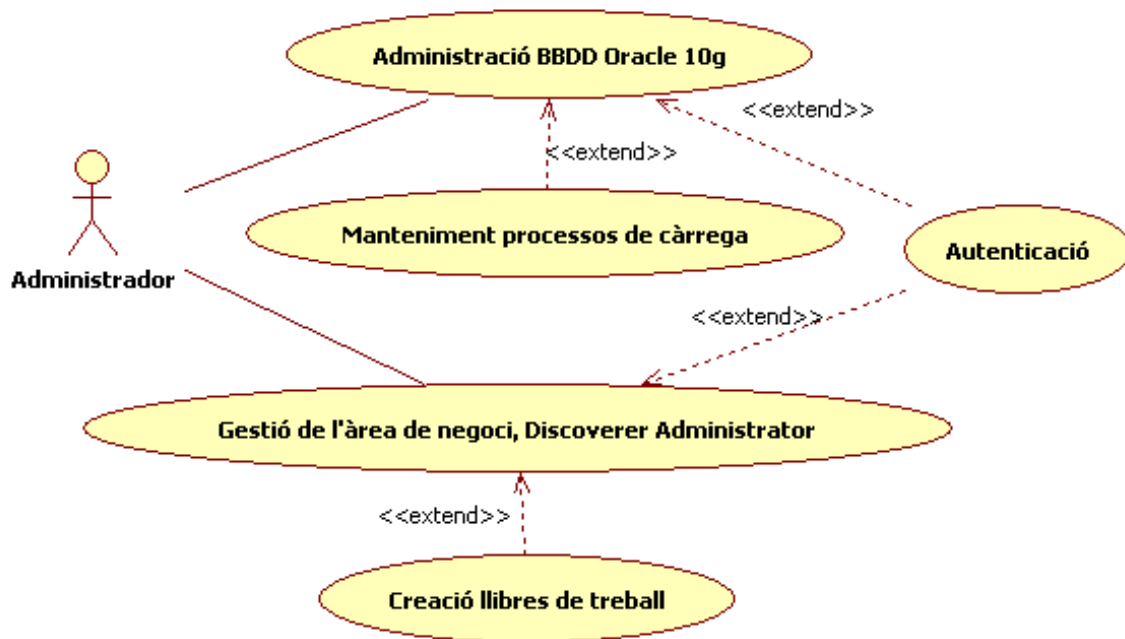 Administració BBDD Oracle 10g
<<extend>>
<<extend>>
Manteniment processos de càrrega
Autenticació
Administrador
<<extend>>
Gestió de l'àrea de negoci, Discoverer Administrator
<<extend>>
Creació llibres de treball